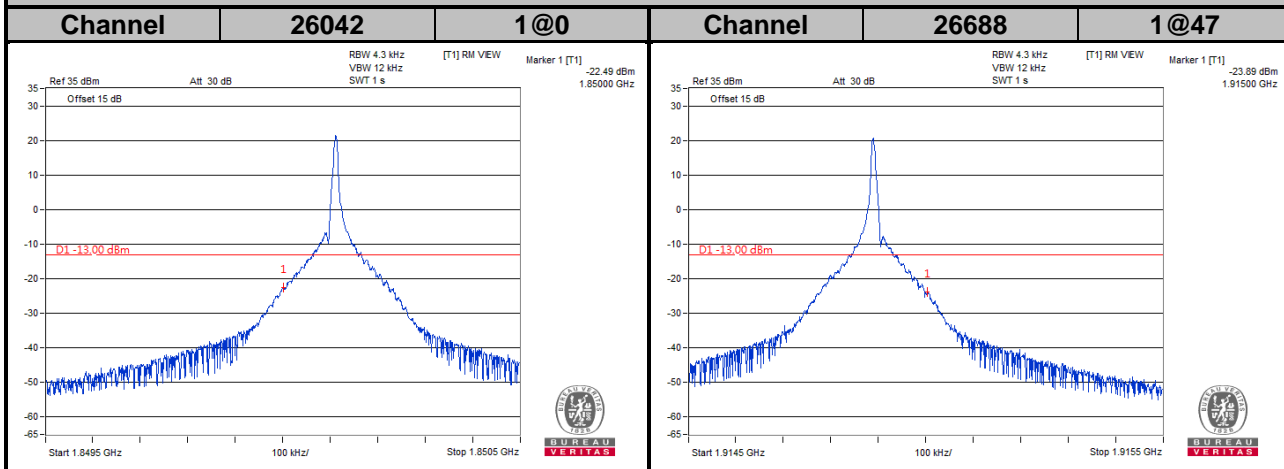 Channel 26042 1@0
Channel 26688 1@47
RBW 4.3 kHz [T1] RM VIEW
VBW 12 kHz
Ref 35 dBm Att 30 dB SWT 1 s
Marker 1 [T1]
-22.49 dBm
1.85000 GHz
35
Offset 15 dB
30
20
10
0
-10
D1 -13.00 dBm
1
-20
-30
-40
-50
-60
-65
Start 1.8495 GHz 100 kHz/ Stop 1.8505 GHz
BUREAU VERITAS
1828
BUREAU
VERITAS
RBW 4.3 kHz [T1] RM VIEW
VBW 12 kHz
Ref 35 dBm Att 30 dB SWT 1 s
Marker 1 [T1]
-23.89 dBm
1.91500 GHz
35
Offset 15 dB
30
20
10
0
-10
D1 -13.00 dBm
1
-20
-30
-40
-50
-60
-65
Start 1.9145 GHz 100 kHz/ Stop 1.9155 GHz
BUREAU VERITAS
1828
BUREAU
VERITAS